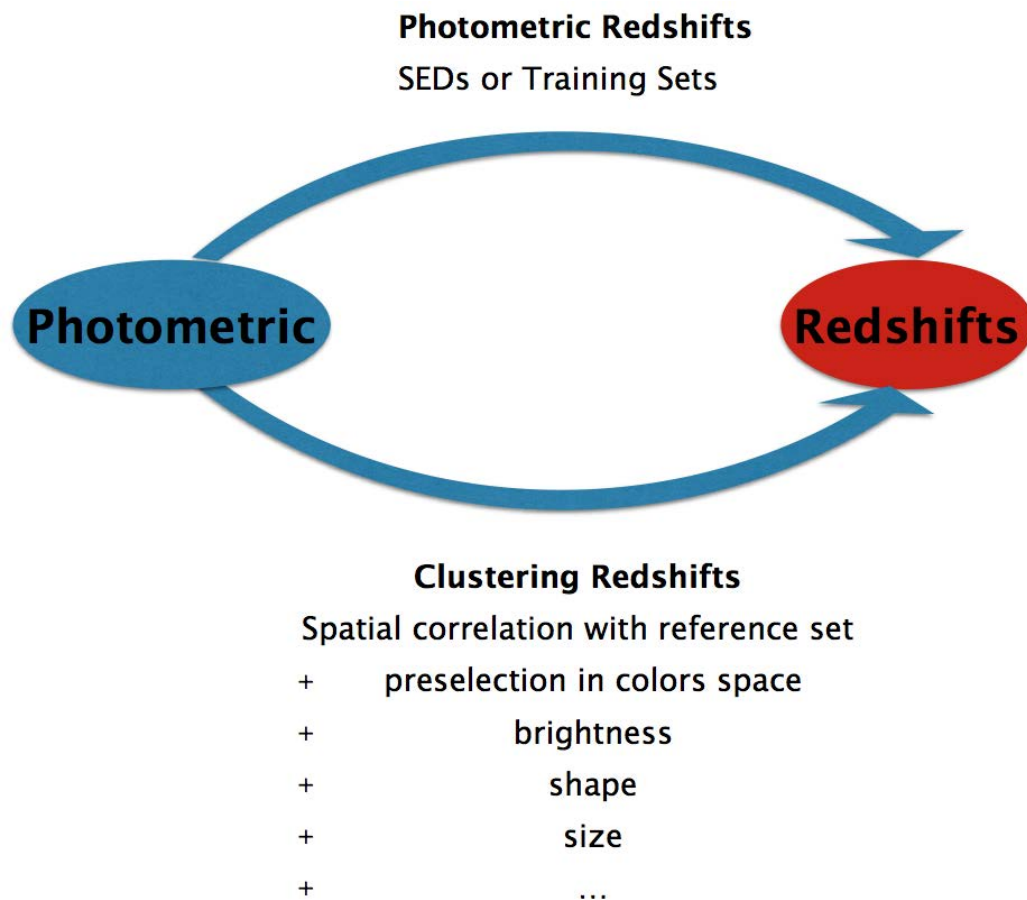 Photometric Redshifts
SEDs or Training Sets
Photometric
Redshifts
Clustering Redshifts
Spatial correlation with reference set
+ preselection in colors space
+ brightness
+ shape
+ size
+ ...